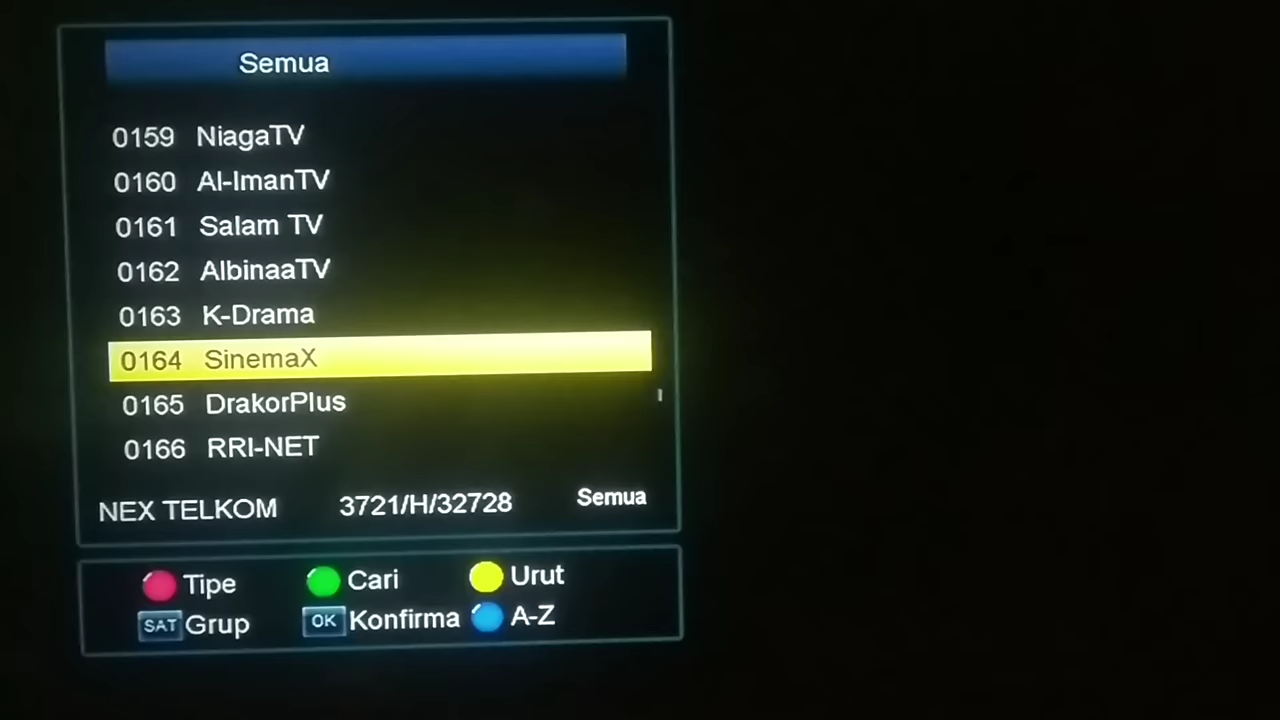 Semua
0159 NiagaTV
0160 Al-ImanTV
0161 Salam TV
0162 AlbinaaTV
0163 K-Drama
0164 SinemaX
0165 DrakorPlus
0166 RRI-NET
NEX TELKOM 3721/H/32728 Semua
Tipe Cari Urut
SAT Grup OK Konfirma A-Z